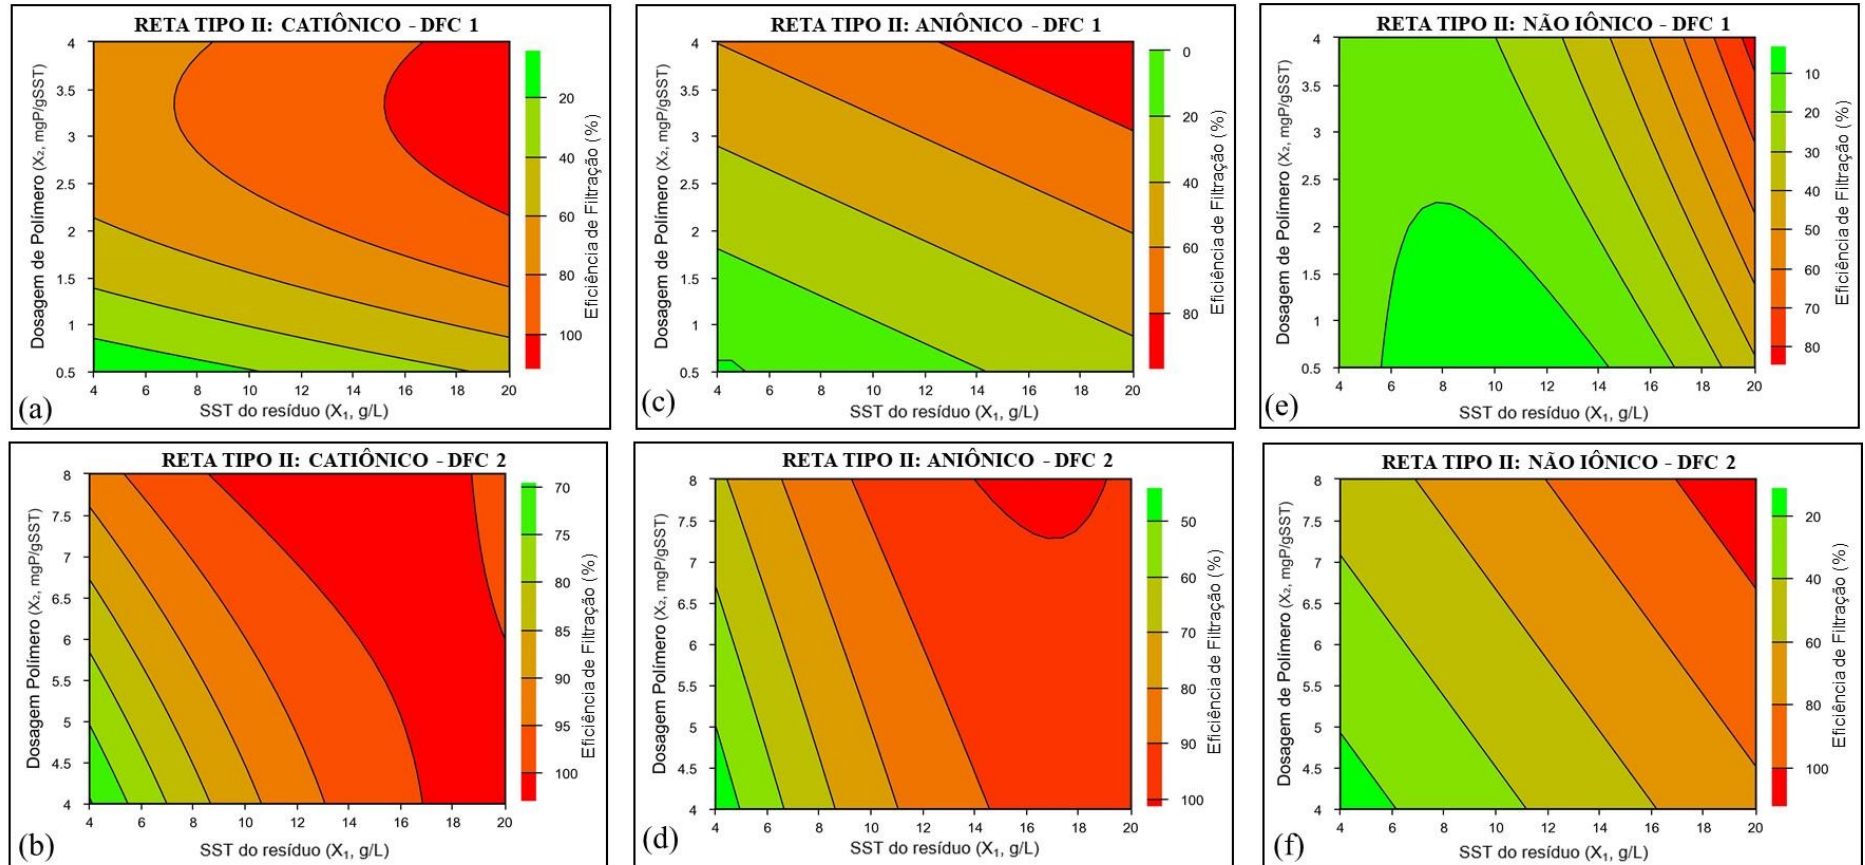 RETA TIPO II: CATIÔNICO - DFC 1
Dosagem de Polímero (X₂, mgP/gSST)
4
3.5
3
2.5
2
1.5
1
0.5
4 6 8 10 12 14 16 18 20
SST do resíduo (X₁, g/L)
20
40
60
80
100
Eficiência de Filtração (%)
(a)
RETA TIPO II: ANIÔNICO - DFC 1
Dosagem de Polímero (X₂, mgP/gSST)
4
3.5
3
2.5
2
1.5
1
0.5
4 6 8 10 12 14 16 18 20
SST do resíduo (X₁, g/L)
0
20
40
60
80
Eficiência de Filtração (%)
(c)
RETA TIPO II: NÃO IÔNICO - DFC 1
Dosagem de Polímero (X₂, mgP/gSST)
4
3.5
3
2.5
2
1.5
1
0.5
4 6 8 10 12 14 16 18 20
SST do resíduo (X₁, g/L)
10
20
30
40
50
60
70
80
Eficiência de Filtração (%)
(e)
RETA TIPO II: CATIÔNICO - DFC 2
Dosagem Polímero (X₂, mgP/gSST)
8
7.5
7
6.5
6
5.5
5
4.5
4
4 6 8 10 12 14 16 18 20
SST do resíduo (X₁, g/L)
70
75
80
85
90
95
100
Eficiência de Filtração (%)
(b)
RETA TIPO II: ANIÔNICO - DFC 2
Dosagem Polímero (X₂, mgP/gSST)
8
7.5
7
6.5
6
5.5
5
4.5
4
4 6 8 10 12 14 16 18 20
SST do resíduo (X₁, g/L)
50
60
70
80
90
100
Eficiência de Filtração (%)
(d)
RETA TIPO II: NÃO IÔNICO - DFC 2
Dosagem de Polímero (X₂, mgP/gSST)
8
7.5
7
6.5
6
5.5
5
4.5
4
4 6 8 10 12 14 16 18 20
SST do resíduo (X₁, g/L)
20
40
60
80
100
Eficiência de Filtração (%)
(f)